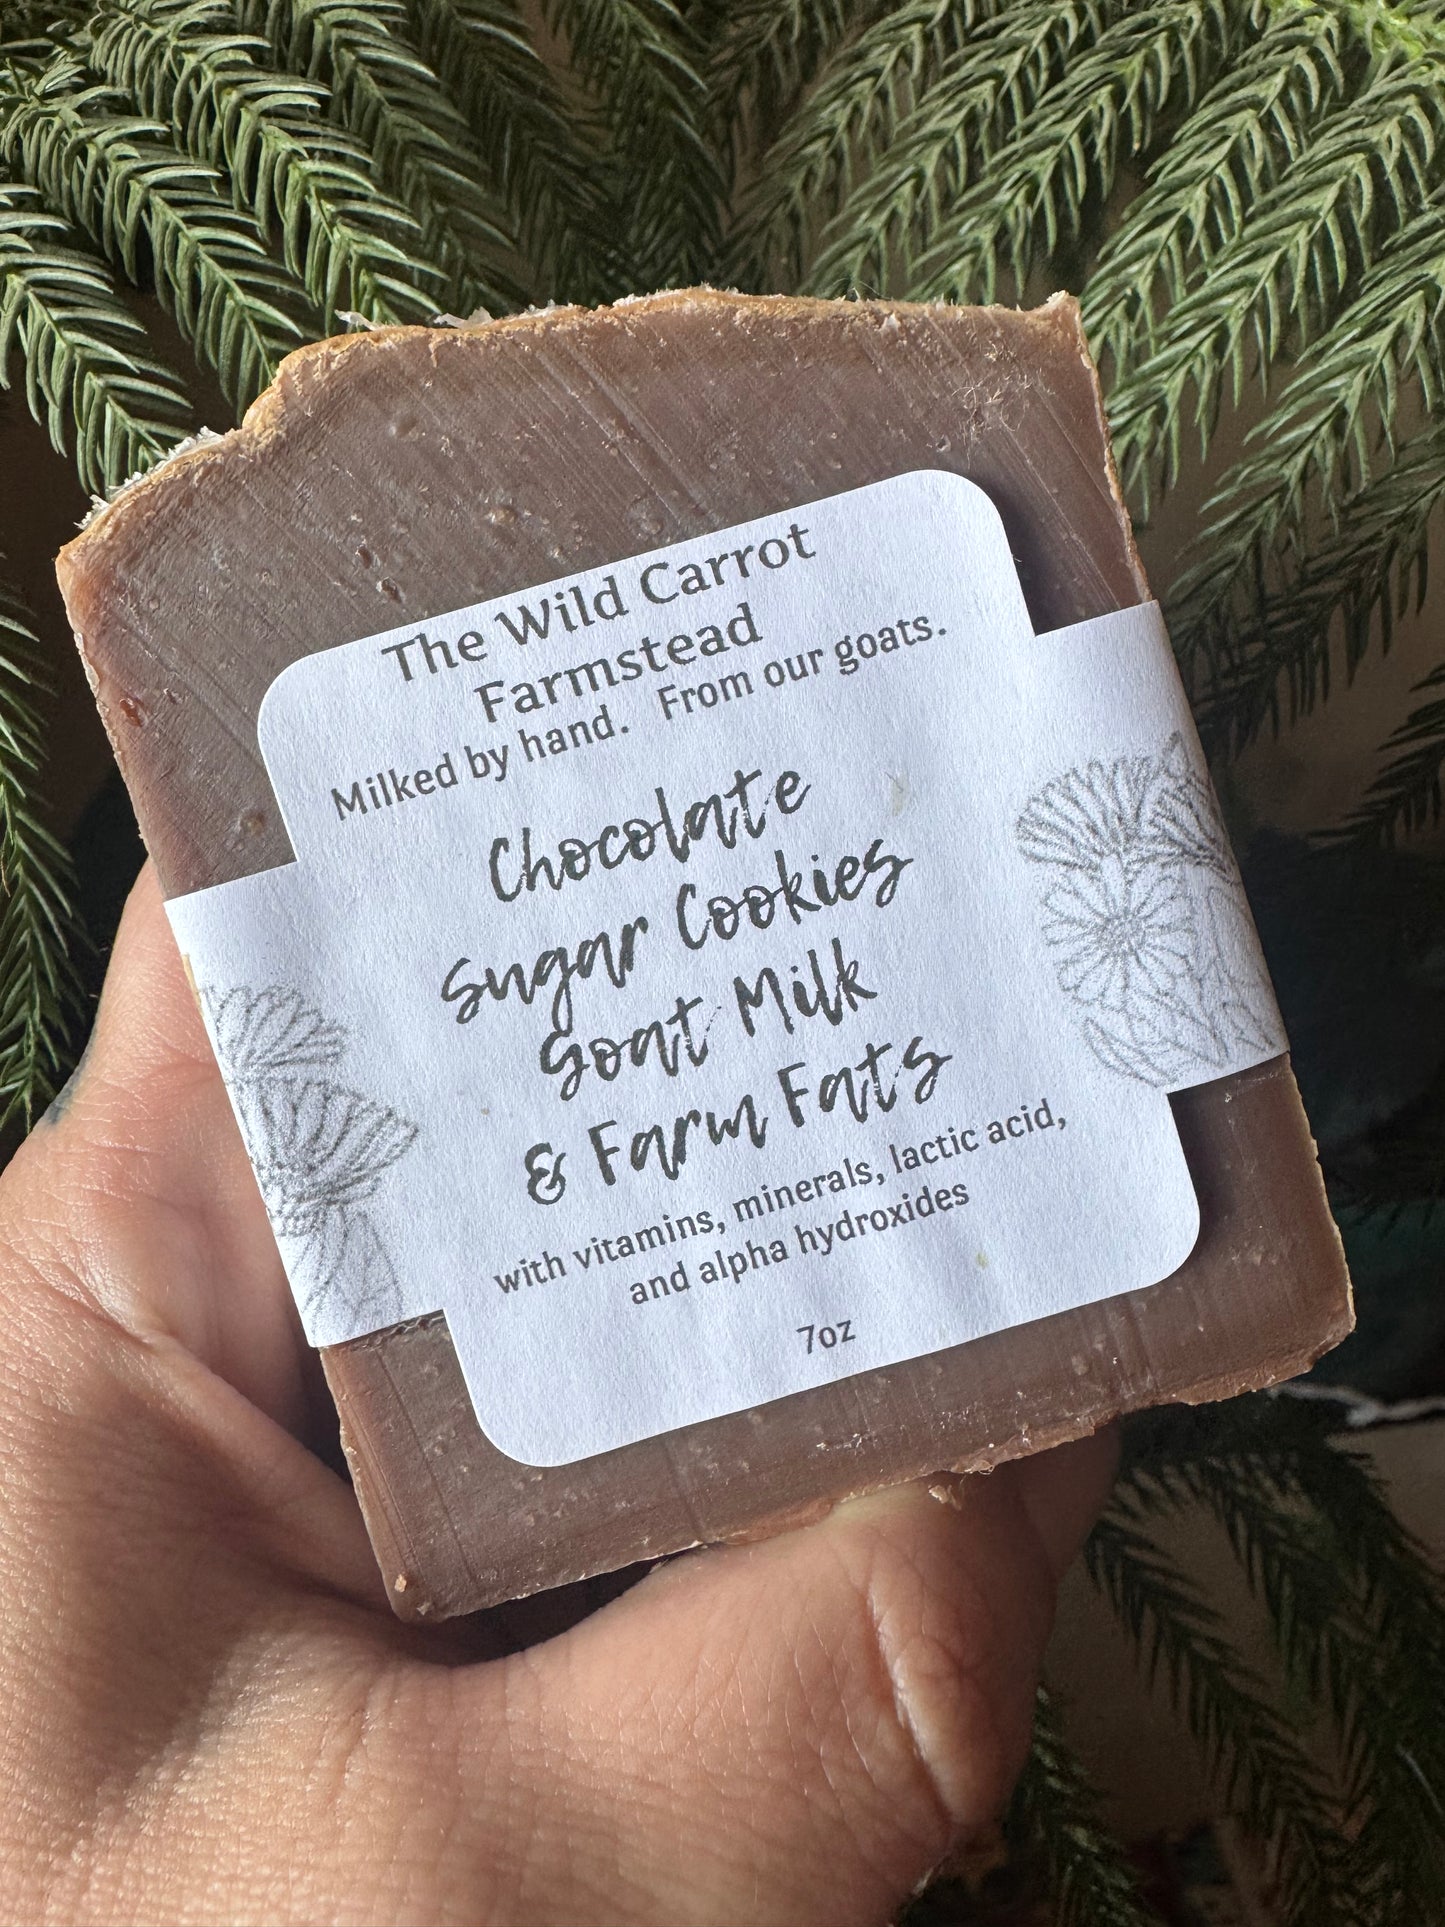 The Wild Carrot
Farmstead
Milked by hand. From our goats.
Chocolate
Sugar Cookies
Goat Milk
& Farm Fats
with vitamins, minerals, lactic acid,
and alpha hydroxides
7oz